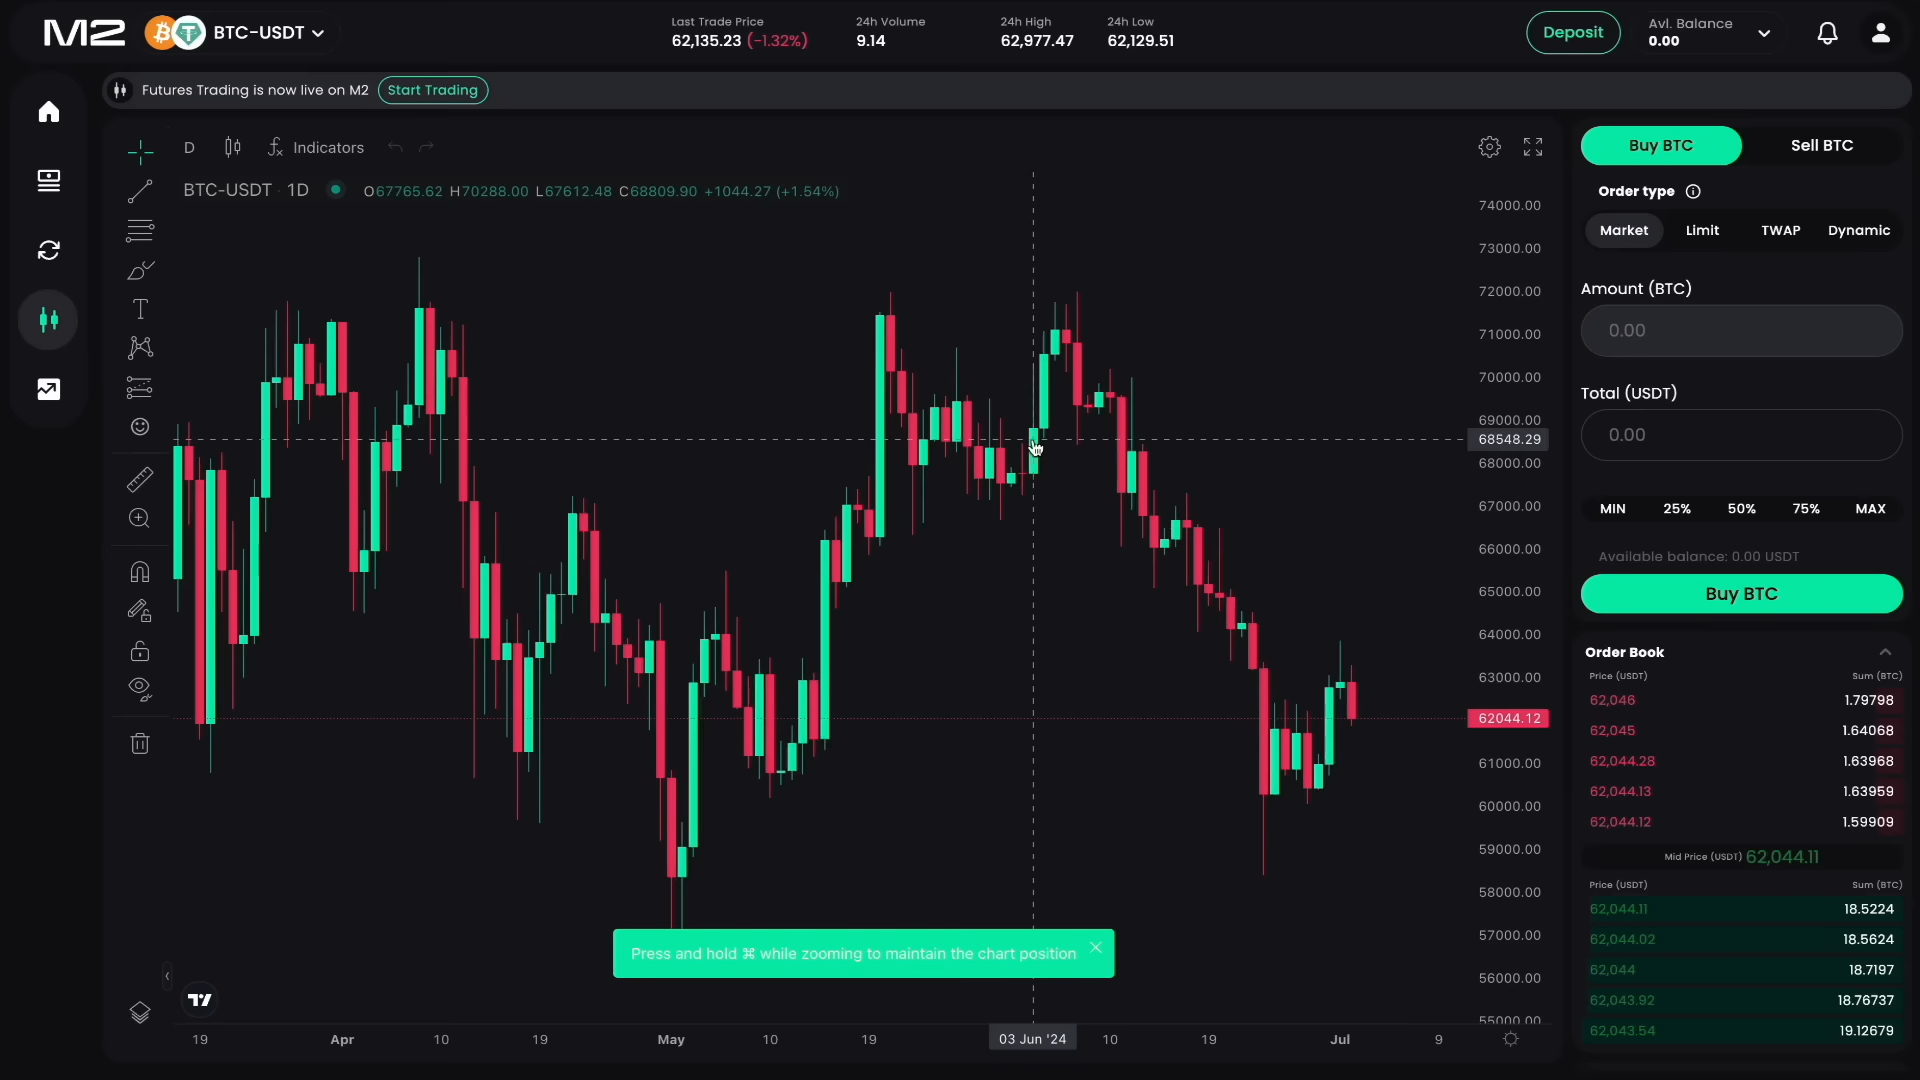 M2
BTC-USDT
Last Trade Price
62,135.23 (-1.32%)
24h Volume
9.14
24h High
62,977.47
24h Low
62,129.51
Deposit
Avl. Balance
0.00
Futures Trading is now live on M2
Start Trading
D
Indicators
BTC-USDT · 1D
O67765.62 H70288.00 L67612.48 C68809.90 +1044.27 (+1.54%)
74000.00
73000.00
72000.00
71000.00
70000.00
69000.00
68548.29
68000.00
67000.00
66000.00
65000.00
64000.00
63000.00
62044.12
61000.00
60000.00
59000.00
58000.00
57000.00
56000.00
55000.00
Press and hold ⌘ while zooming to maintain the chart position
19
Apr
10
19
May
10
19
03 Jun '24
10
19
Jul
9
Buy BTC
Sell BTC
Order type
Market
Limit
TWAP
Dynamic
Amount (BTC)
0.00
Total (USDT)
0.00
MIN
25%
50%
75%
MAX
Available balance: 0.00 USDT
Buy BTC
Order Book
Price (USDT) Sum (BTC)
62,046 1.79798
62,045 1.64068
62,044.28 1.63968
62,044.13 1.63959
62,044.12 1.59909
Mid Price (USDT) 62,044.11
Price (USDT) Sum (BTC)
62,044.11 18.5224
62,044.02 18.5624
62,044 18.7197
62,043.92 18.76737
62,043.54 19.12679